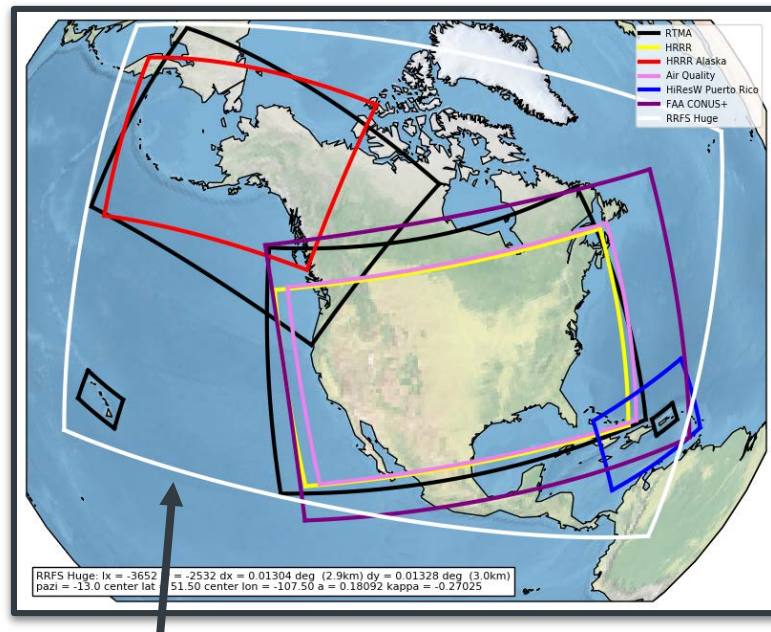 RTMA
HRRR
HRRR Alaska
Air Quality
HiResW Puerto Rico
FAA CONUS+
RRFS Huge
RRFS Huge: lx = -3652 = -2532 dx = 0.01304 deg (2.9km) dy = 0.01328 deg (3.0km)
pazi = -13.0 center lat 51.50 center lon = -107.50 a = 0.18092 kappa = -0.27025